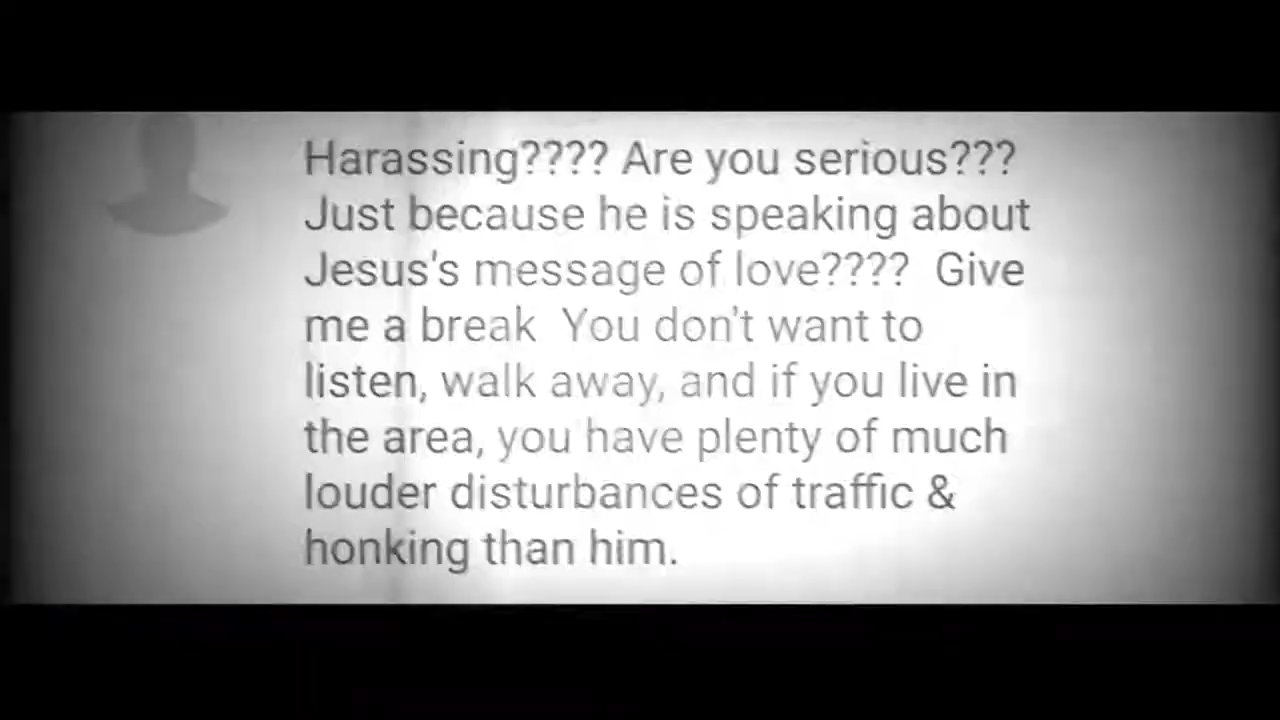 Harassing???? Are you serious???
Just because he is speaking about
Jesus's message of love????  Give
me a break  You don't want to
listen, walk away, and if you live in
the area, you have plenty of much
louder disturbances of traffic &
honking than him.